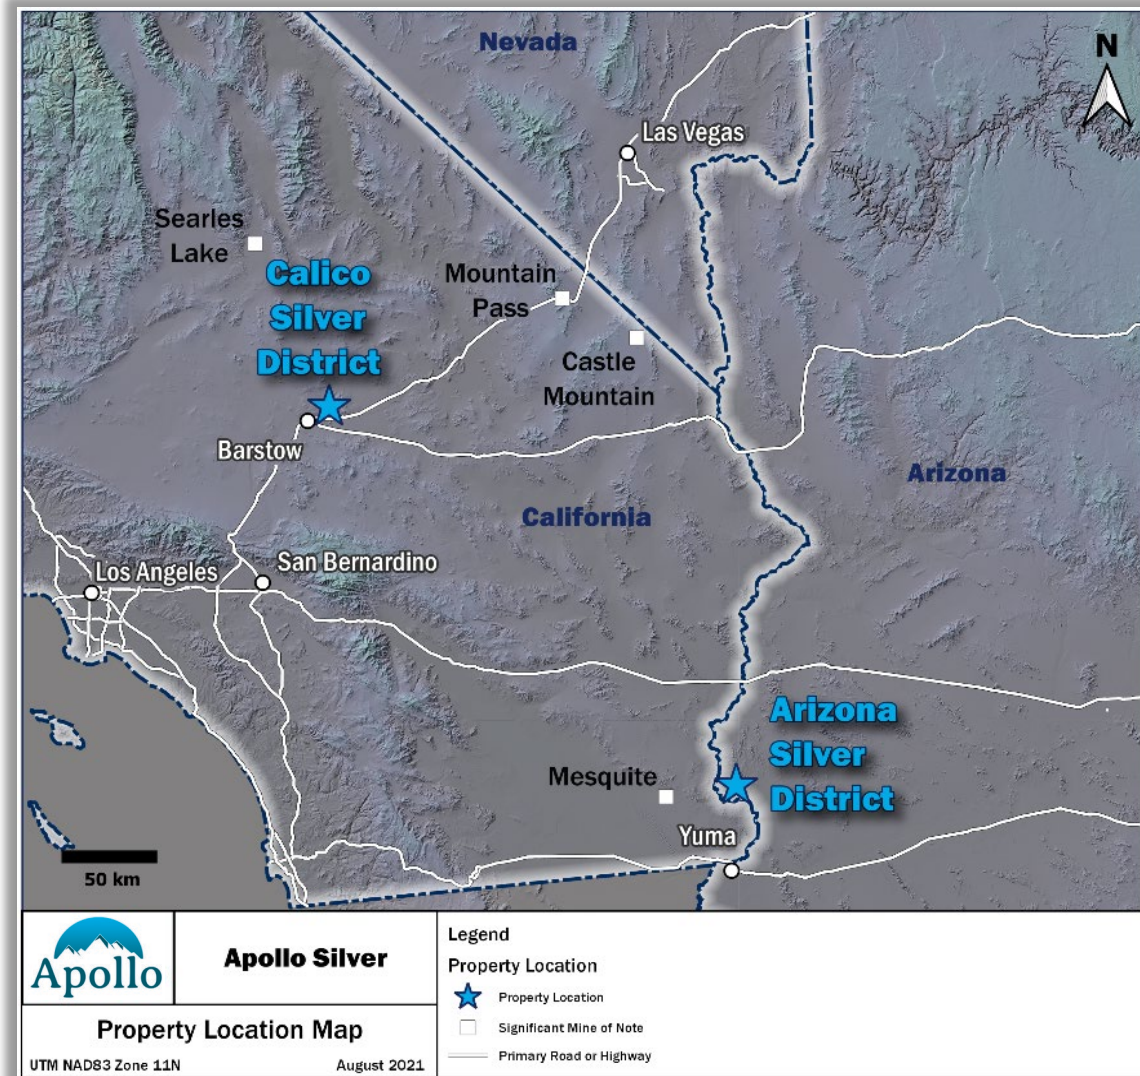 Nevada
N
Las Vegas
Searles
Lake
Calico
Silver
District
Mountain
Pass
Castle
Mountain
Barstow
Arizona
California
Los Angeles
San Bernardino
Arizona
Silver
District
Mesquite
Yuma
50 km
Apollo
Apollo Silver
Property Location Map
UTM NAD83 Zone 11N August 2021
Legend
Property Location
Property Location
Significant Mine of Note
Primary Road or Highway